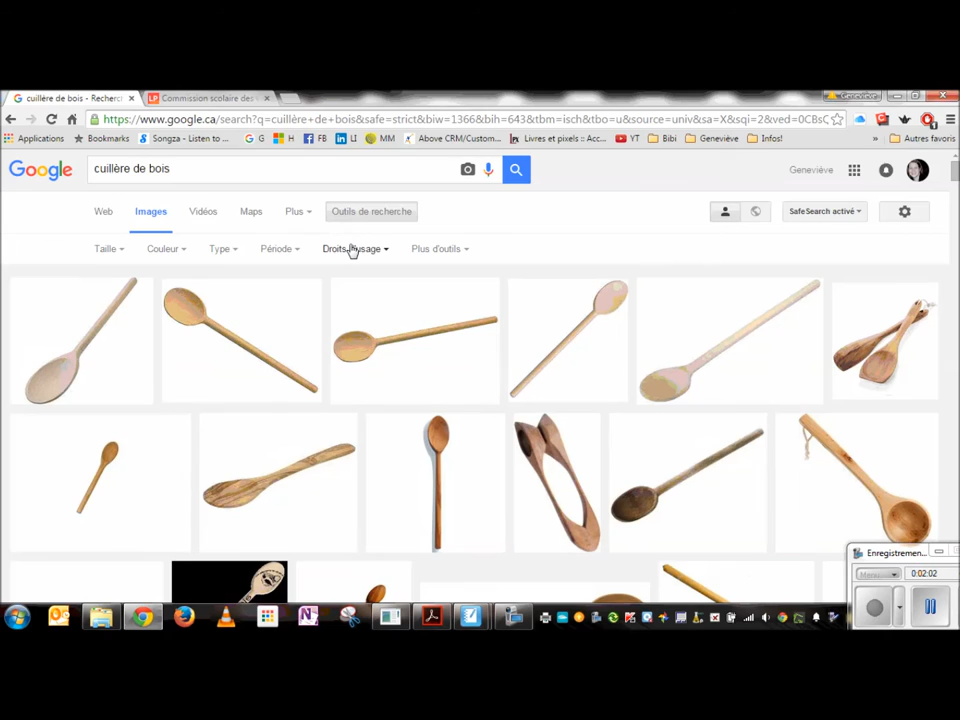 cuillère de bois - Recherc
Commission scolaire des
Geneviève
https://www.google.ca/search?q=cuillère+de+bois&safe=strict&biw=1366&bih=643&tbm=isch&tbo=u&source=univ&sa=X&sqi=2&ved=0CBsQ
Applications Bookmarks Songza - Listen to G H FB LI MM Above CRM/Custom... Livres et pixels :: Acc... YT Bibi Geneviève Infos! » Autres favoris
Google cuillère de bois Geneviève
Web Images Vidéos Maps Plus Outils de recherche SafeSearch activé
Taille Couleur Type Période Droits d'usage Plus d'outils
Enregistremen...
0:02:02